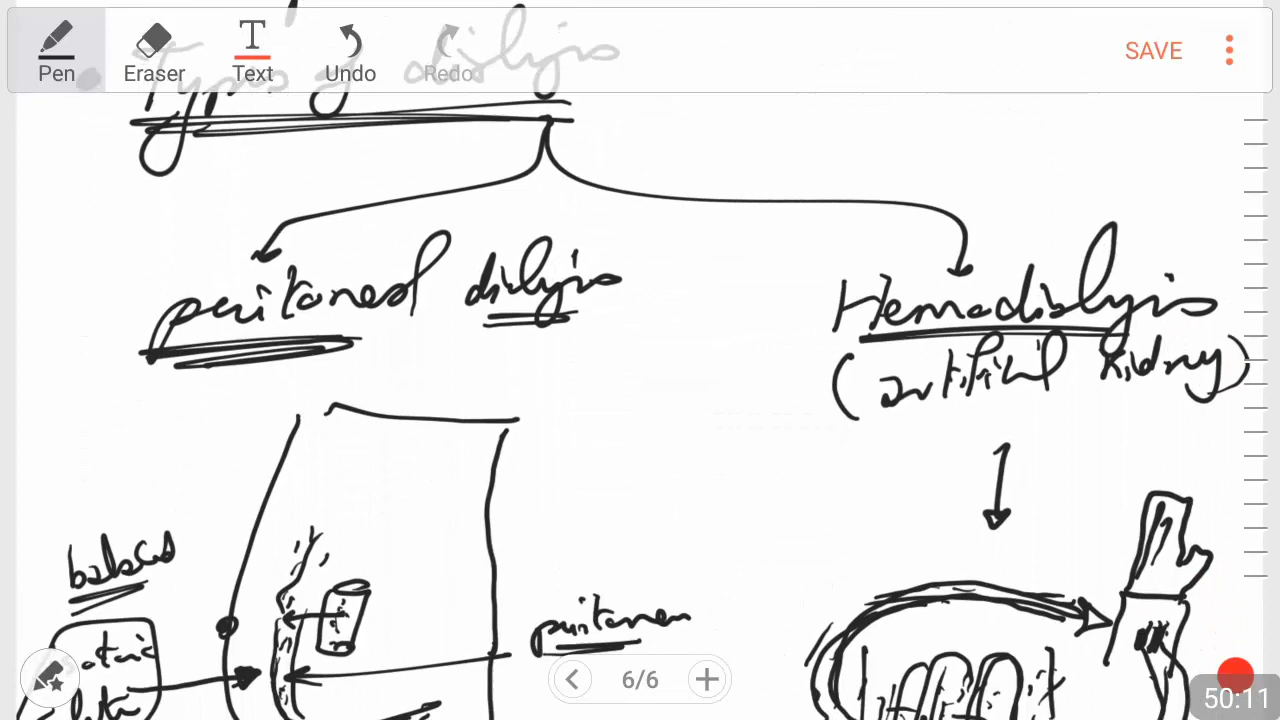 Pen Eraser Text Undo Redo SAVE
Types of dialysis
peritoneal dialysis
Hemodialysis
(artificial kidney)
balanced
peritoneum
6/6
50:11